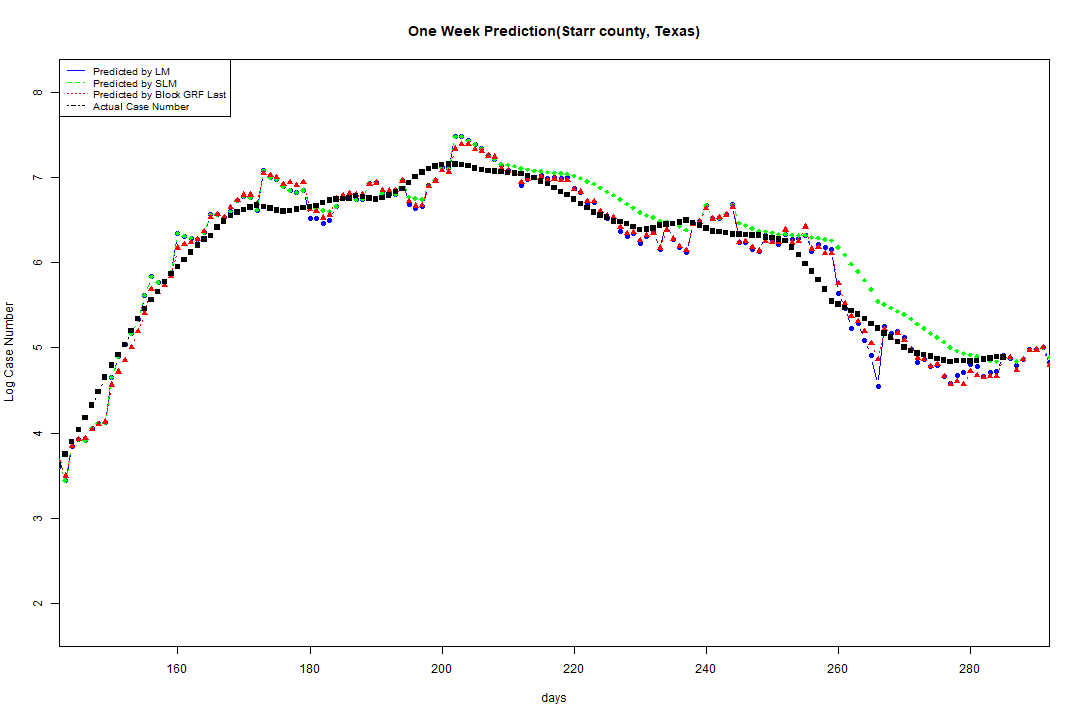 One Week Prediction(Starr county, Texas)
Predicted by LM
Predicted by SLM
Predicted by Block GRF Last
Actual Case Number
8
7
6
5
4
3
2
Log Case Number
160 180 200 220 240 260 280
days